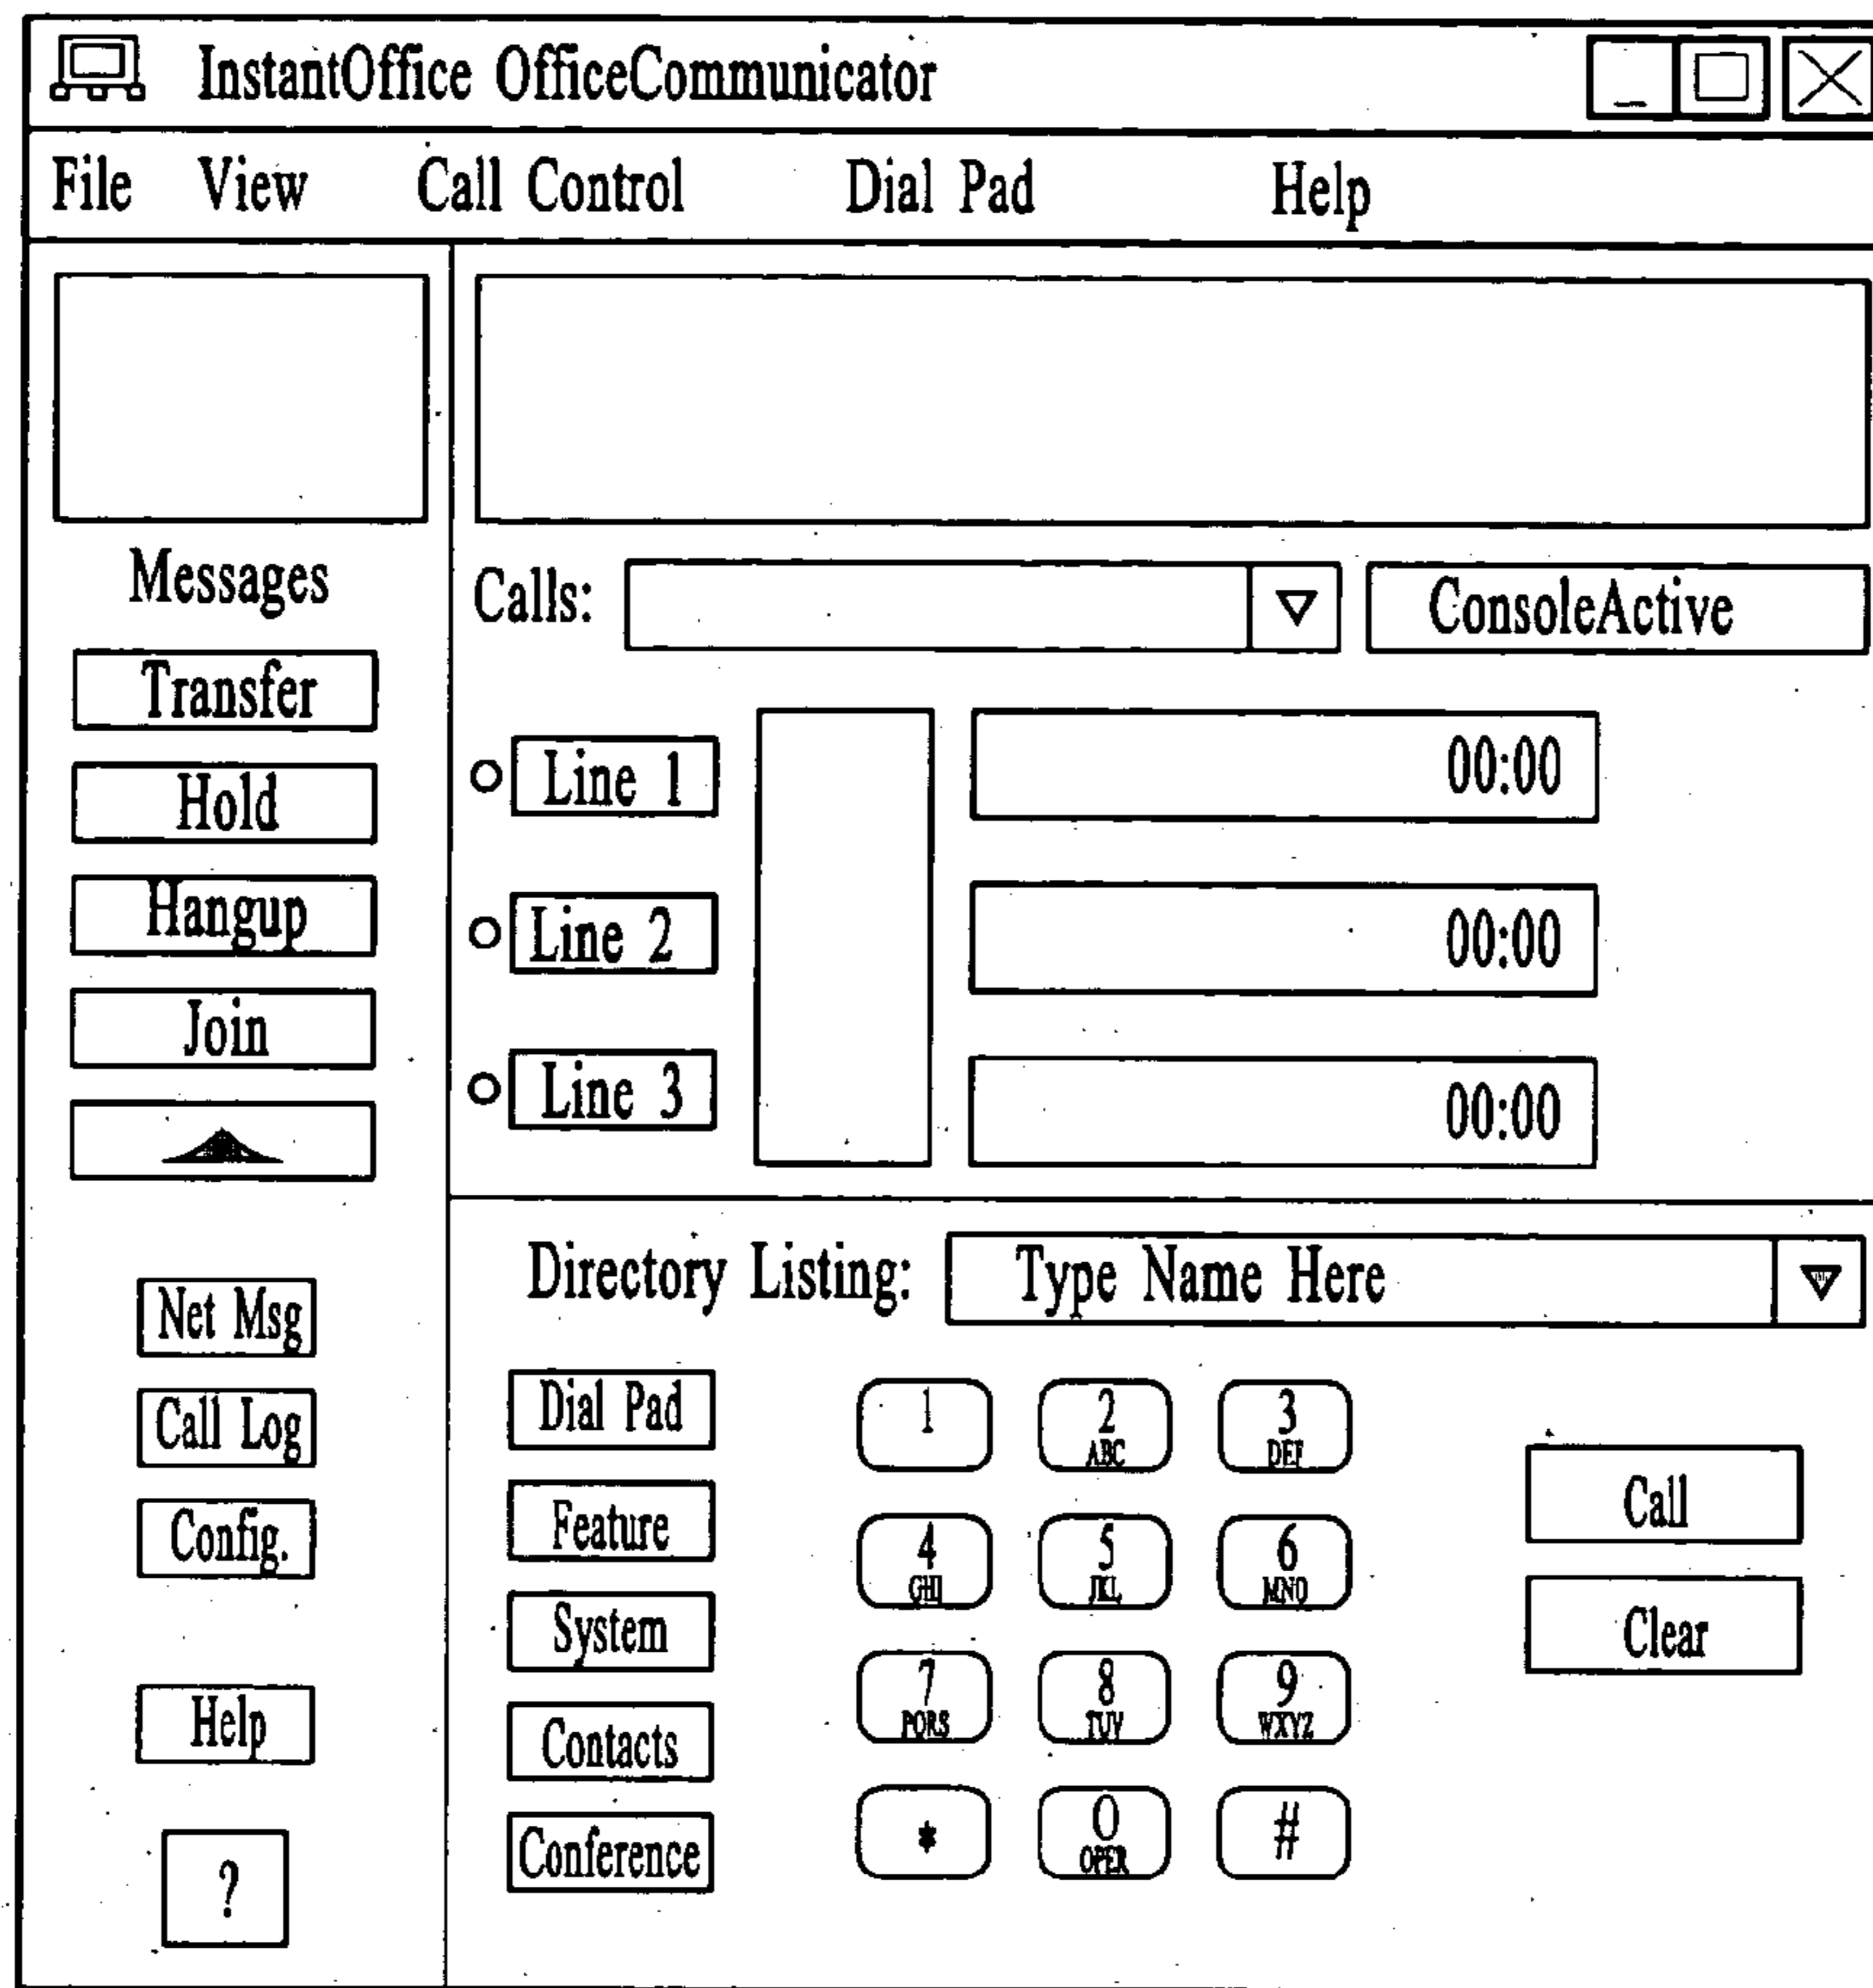 InstantOffice OfficeCommunicator
File View Call Control Dial Pad Help
Messages
Transfer
Hold
Hangup
Join
Net Msg
Call Log
Config.
Help
?
Calls:
ConsoleActive
Line 1
00:00
Line 2
00:00
Line 3
00:00
Directory Listing: Type Name Here
Dial Pad
Feature
System
Contacts
Conference
1
2
ABC
3
DEF
4
GHI
5
JKL
6
MNO
7
PQRS
8
TUV
9
WXYZ
*
0
OPER
#
Call
Clear